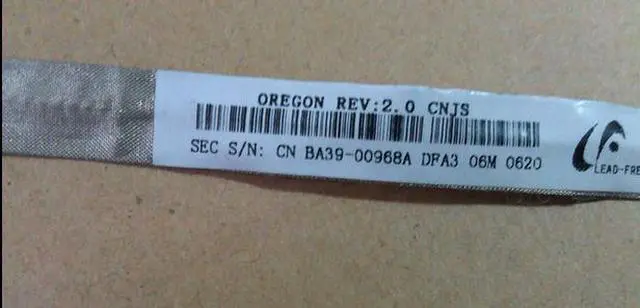 OREGON REV:2.0 CNJS
SEC S/N: CN BA39-00968A DFA3 06M 0620
LEAD-FRE